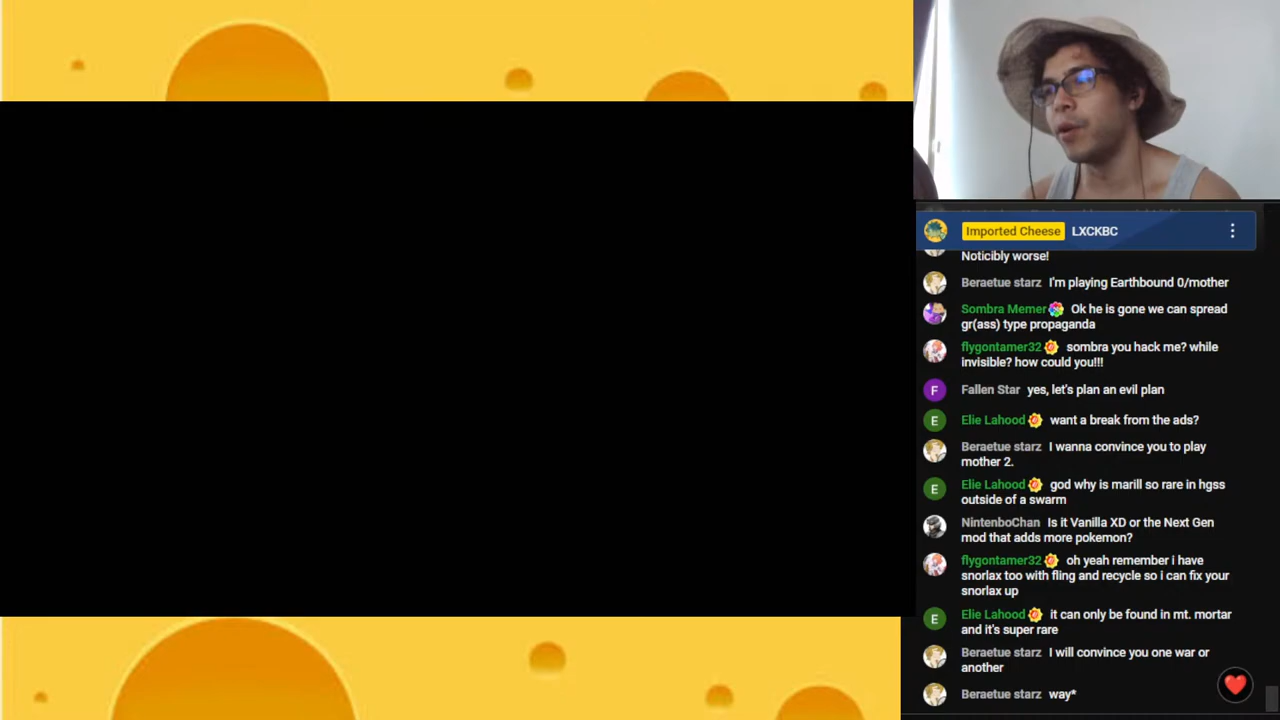 Imported Cheese LXCKBC
Noticibly worse!
Beraetue starz I'm playing Earthbound 0/mother
Sombra Memer Ok he is gone we can spread
gr(ass) type propaganda
flygontamer32 sombra you hack me? while
invisible? how could you!!!
F Fallen Star yes, let's plan an evil plan
E Elie Lahood want a break from the ads?
Beraetue starz I wanna convince you to play
mother 2.
E Elie Lahood god why is marill so rare in hgss
outside of a swarm
NintenboChan Is it Vanilla XD or the Next Gen
mod that adds more pokemon?
flygontamer32 oh yeah remember i have
snorlax too with fling and recycle so i can fix your
snorlax up
E Elie Lahood it can only be found in mt. mortar
and it's super rare
Beraetue starz I will convince you one war or
another
Beraetue starz way*